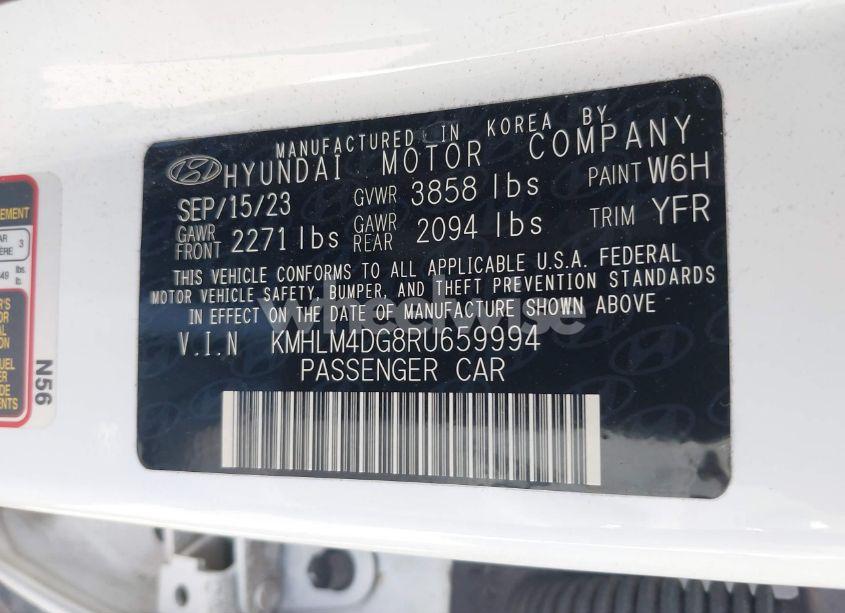 MANUFACTURED IN KOREA BY
HYUNDAI MOTOR COMPANY
SEP/15/23 GVWR 3858 lbs PAINT W6H
GAWR FRONT 2271 lbs GAWR REAR 2094 lbs TRIM YFR
THIS VEHICLE CONFORMS TO ALL APPLICABLE U.S.A. FEDERAL
MOTOR VEHICLE SAFETY, BUMPER, AND THEFT PREVENTION STANDARDS
IN EFFECT ON THE DATE OF MANUFACTURE SHOWN ABOVE
V.I.N KMHLM4DG8RU659994
PASSENGER CAR
N56
3
lbs.